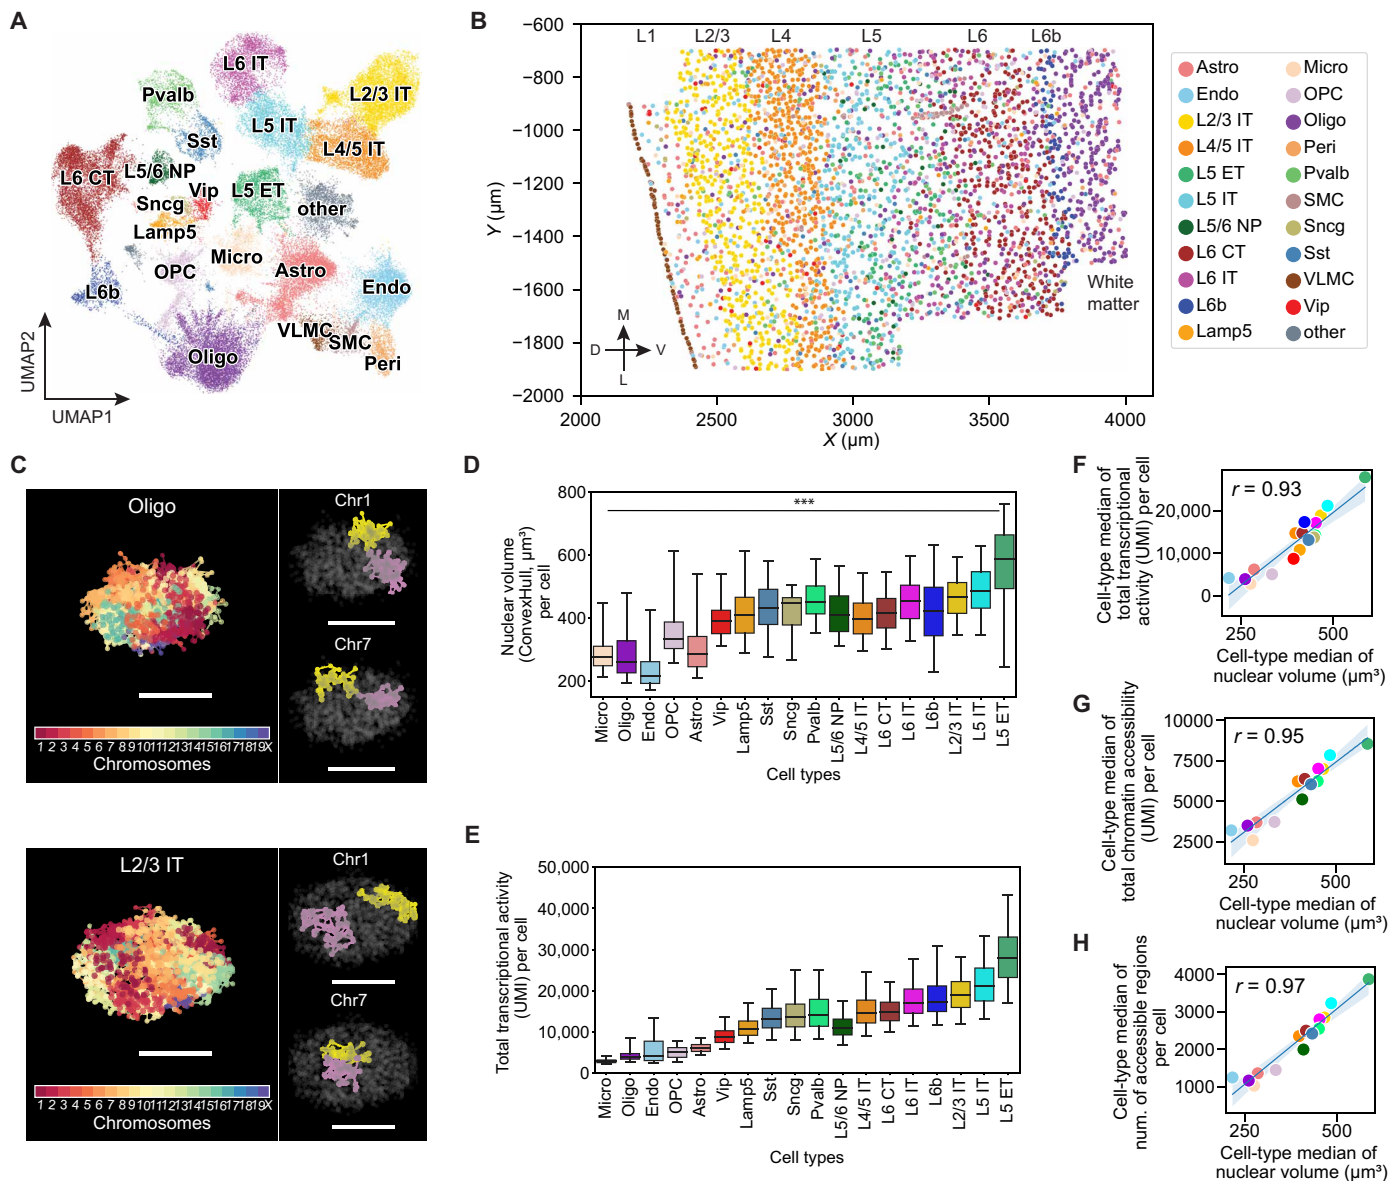 A
L6 IT
L2/3 IT
Pvalb
L5 IT
Sst
L4/5 IT
L6 CT
L5/6 NP
Vip
L5 ET
Sncg
other
Lamp5
Micro
OPC
Astro
L6b
Endo
VLMC
SMC
Oligo
Peri
UMAP2
UMAP1
B
L1 L2/3 L4 L5 L6 L6b
−600
−800
−1000
−1200
−1400
−1600
−1800
−2000
Y (µm)
White
matter
M
D V
L
2000 2500 3000 3500 4000
X (µm)
Astro
Endo
L2/3 IT
L4/5 IT
L5 ET
L5 IT
L5/6 NP
L6 CT
L6 IT
L6b
Lamp5
Micro
OPC
Oligo
Peri
Pvalb
SMC
Sncg
Sst
VLMC
Vip
other
C
Oligo
Chr1
Chr7
1 2 3 4 5 6 7 8 9 10 11 12 13 14 15 16 17 18 19 X
Chromosomes
L2/3 IT
Chr1
Chr7
1 2 3 4 5 6 7 8 9 10 11 12 13 14 15 16 17 18 19 X
Chromosomes
D
Nuclear volume
(ConvexHull, µm³)
per cell
800
600
400
200
***
Micro Oligo Endo OPC Astro Vip Lamp5 Sst Sncg Pvalb L5/6 NP L4/5 IT L6 CT L6 IT L6b L2/3 IT L5 IT L5 ET
Cell types
E
Total transcriptional activity
(UMI) per cell
50,000
40,000
30,000
20,000
10,000
0
Micro Oligo Endo OPC Astro Vip Lamp5 Sst Sncg Pvalb L5/6 NP L4/5 IT L6 CT L6 IT L6b L2/3 IT L5 IT L5 ET
Cell types
F
Cell-type median of
total transcriptional
activity (UMI) per cell
r = 0.93
20,000
10,000
0
250 500
Cell-type median of
nuclear volume (µm³)
G
Cell-type median of
total chromatin accessibility
(UMI) per cell
r = 0.95
10000
7500
5000
2500
250 500
Cell-type median of
nuclear volume (µm³)
H
Cell-type median of
num. of accessible regions
per cell
r = 0.97
4000
3000
2000
1000
250 500
Cell-type median of
nuclear volume (µm³)